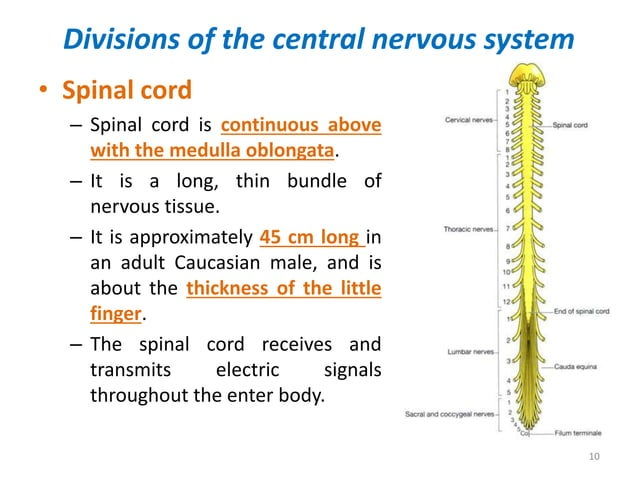 Divisions of the central nervous system
• Spinal cord
– Spinal cord is continuous above
with the medulla oblongata.
– It is a long, thin bundle of
nervous tissue.
– It is approximately 45 cm long in
an adult Caucasian male, and is
about the thickness of the little
finger.
– The spinal cord receives and
transmits electric signals
throughout the enter body.
Cervical nerves
1
2
3
4
5
6
7
8
Spinal cord
Thoracic nerves
1
2
3
4
5
6
7
8
9
10
11
12
End of spinal cord
Lumbar nerves
1
2
3
4
5
Cauda equina
Sacral and coccygeal nerves
1
2
3
4
5
Co
Filum terminale
10